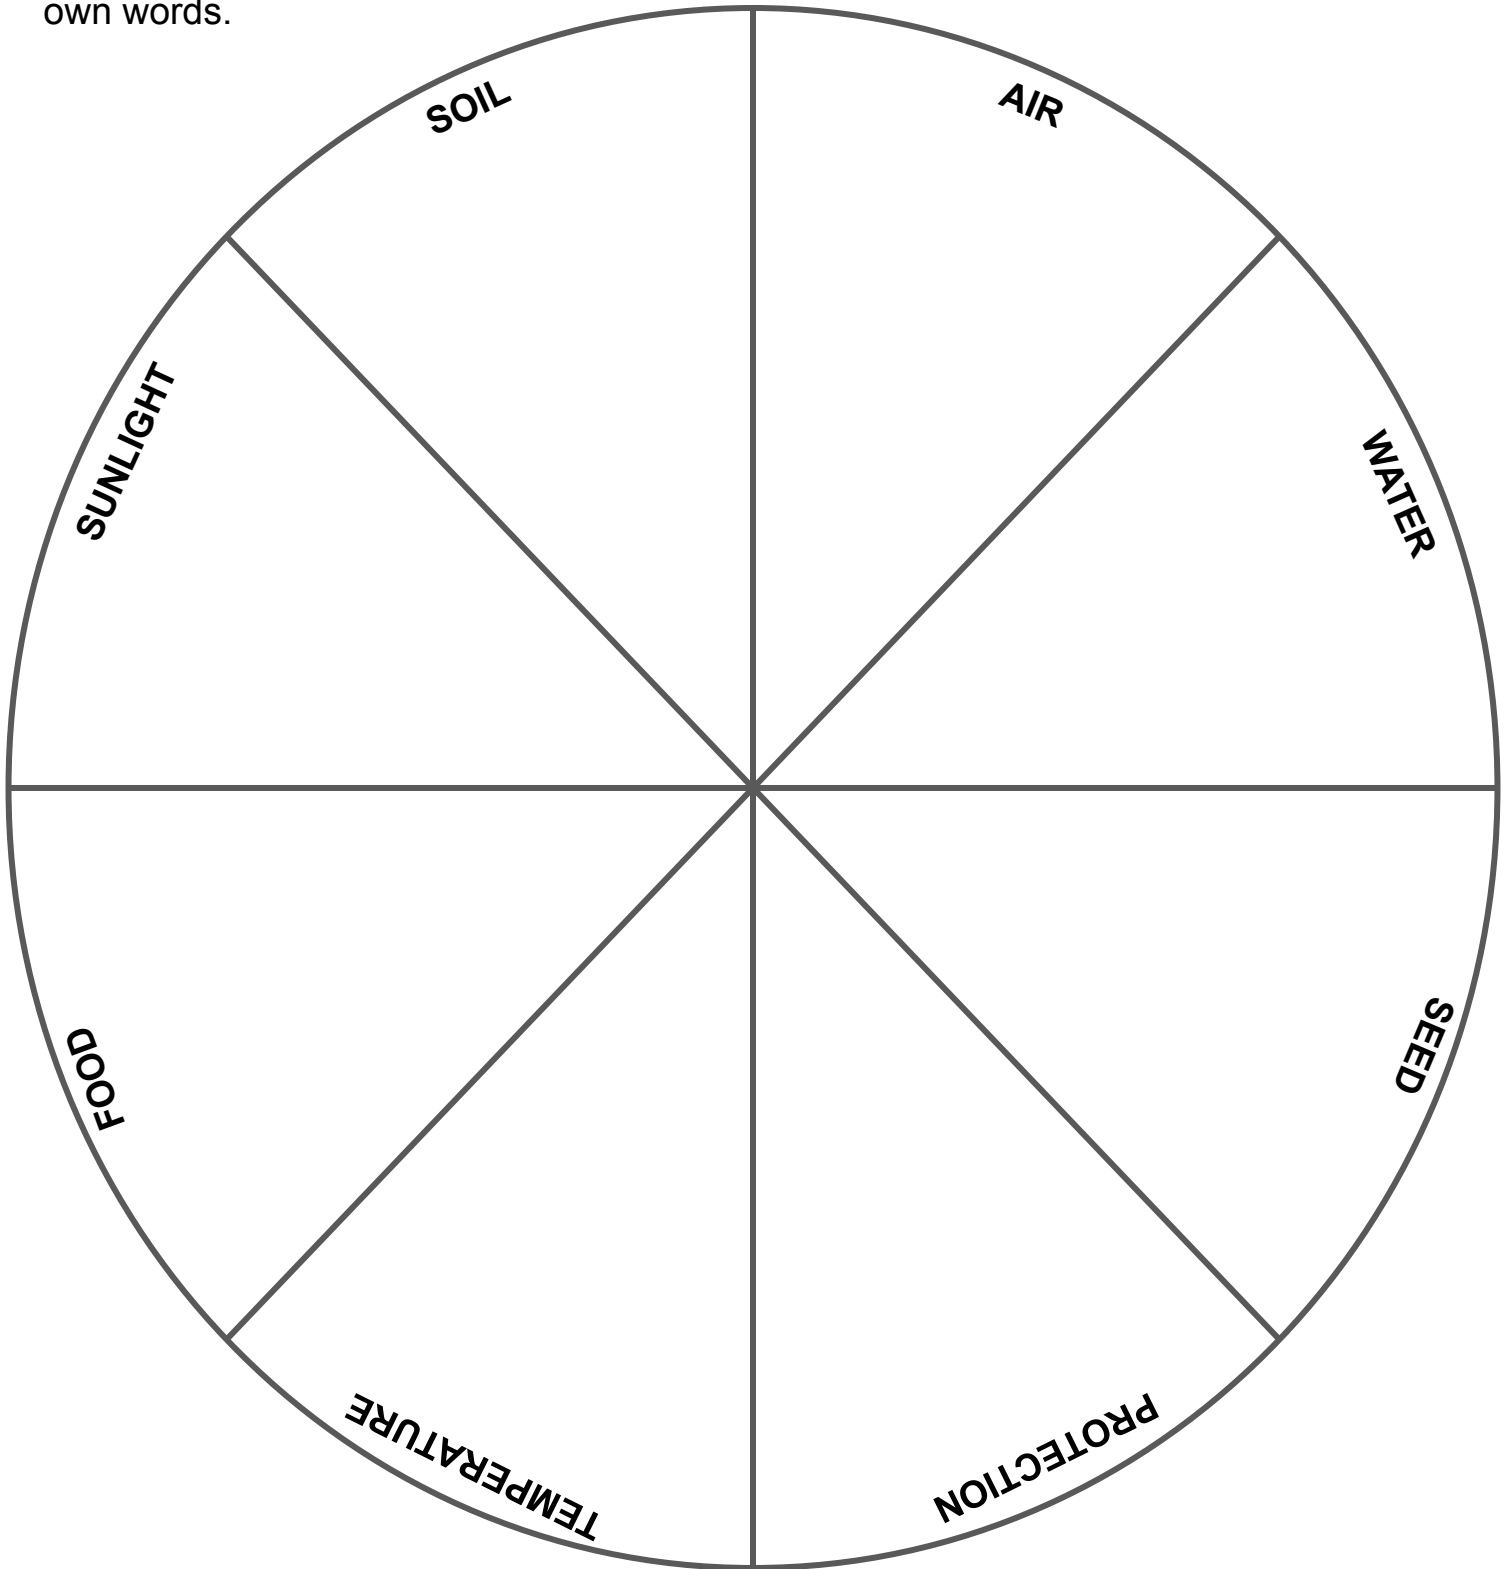 own words.
SOIL
AIR
SUNLIGHT
WATER
FOOD
SEED
TEMPERATURE
PROTECTION